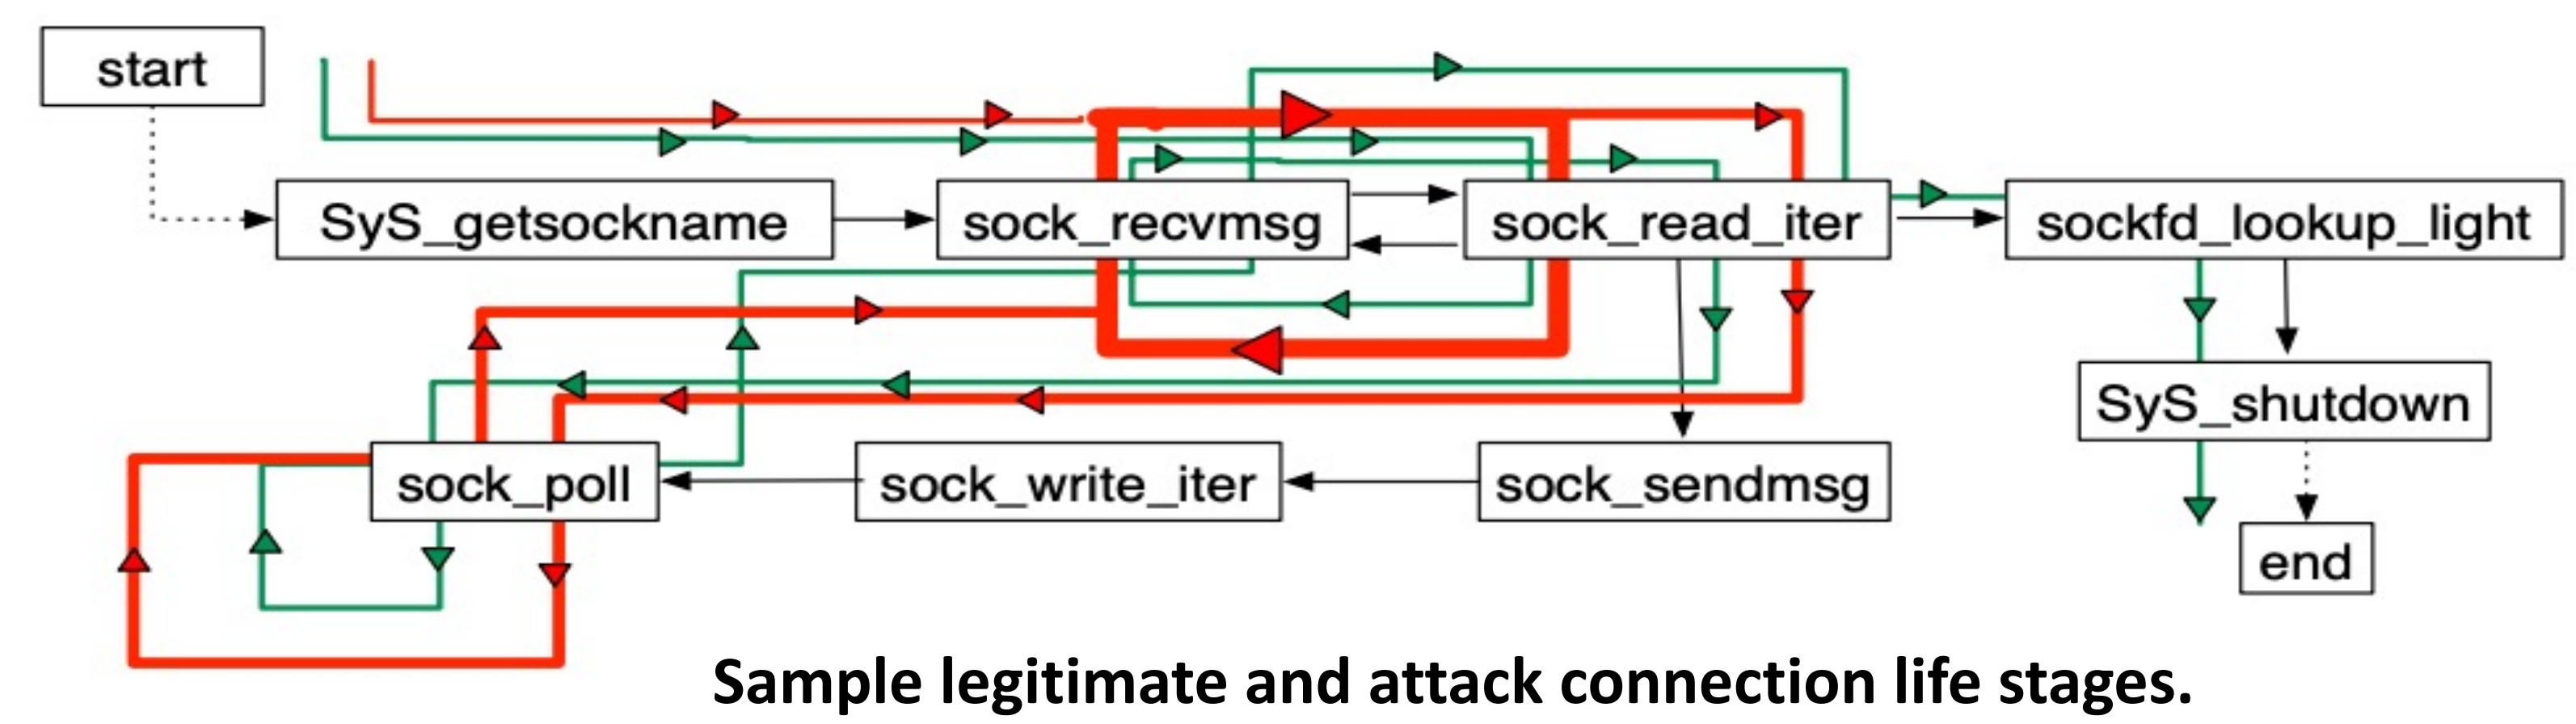 start
SyS_getsockname
sock_recvmsg
sock_read_iter
sockfd_lookup_light
SyS_shutdown
sock_poll
sock_write_iter
sock_sendmsg
end
Sample legitimate and attack connection life stages.